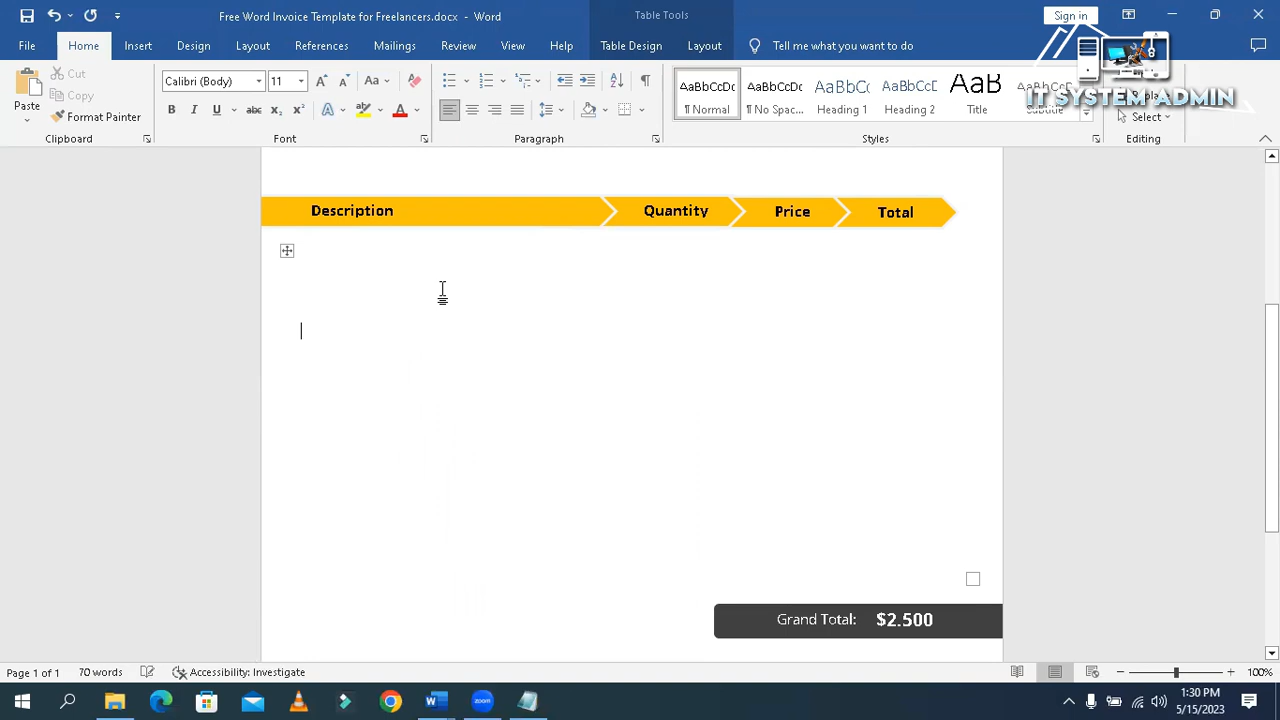 Free Word Invoice Template for Freelancers.docx - Word
Table Tools
Sign in
File Home Insert Design Layout References Mailings Review View Help Table Design Layout Tell me what you want to do
IT SYSTEM ADMIN
Paste
Cut
Copy
Format Painter
Calibri (Body) 11
AaBbCcDc AaBbCcDc AaBbCc AaBbCcD AaB
¶ Normal ¶ No Spac... Heading 1 Heading 2 Title Subtitle
Select
Clipboard Font Paragraph Styles Editing
Description Quantity Price Total
Grand Total: $2.500
Page 1 of 1 70 words Accessibility: Investigate 100%
zoom
1:30 PM
5/15/2023